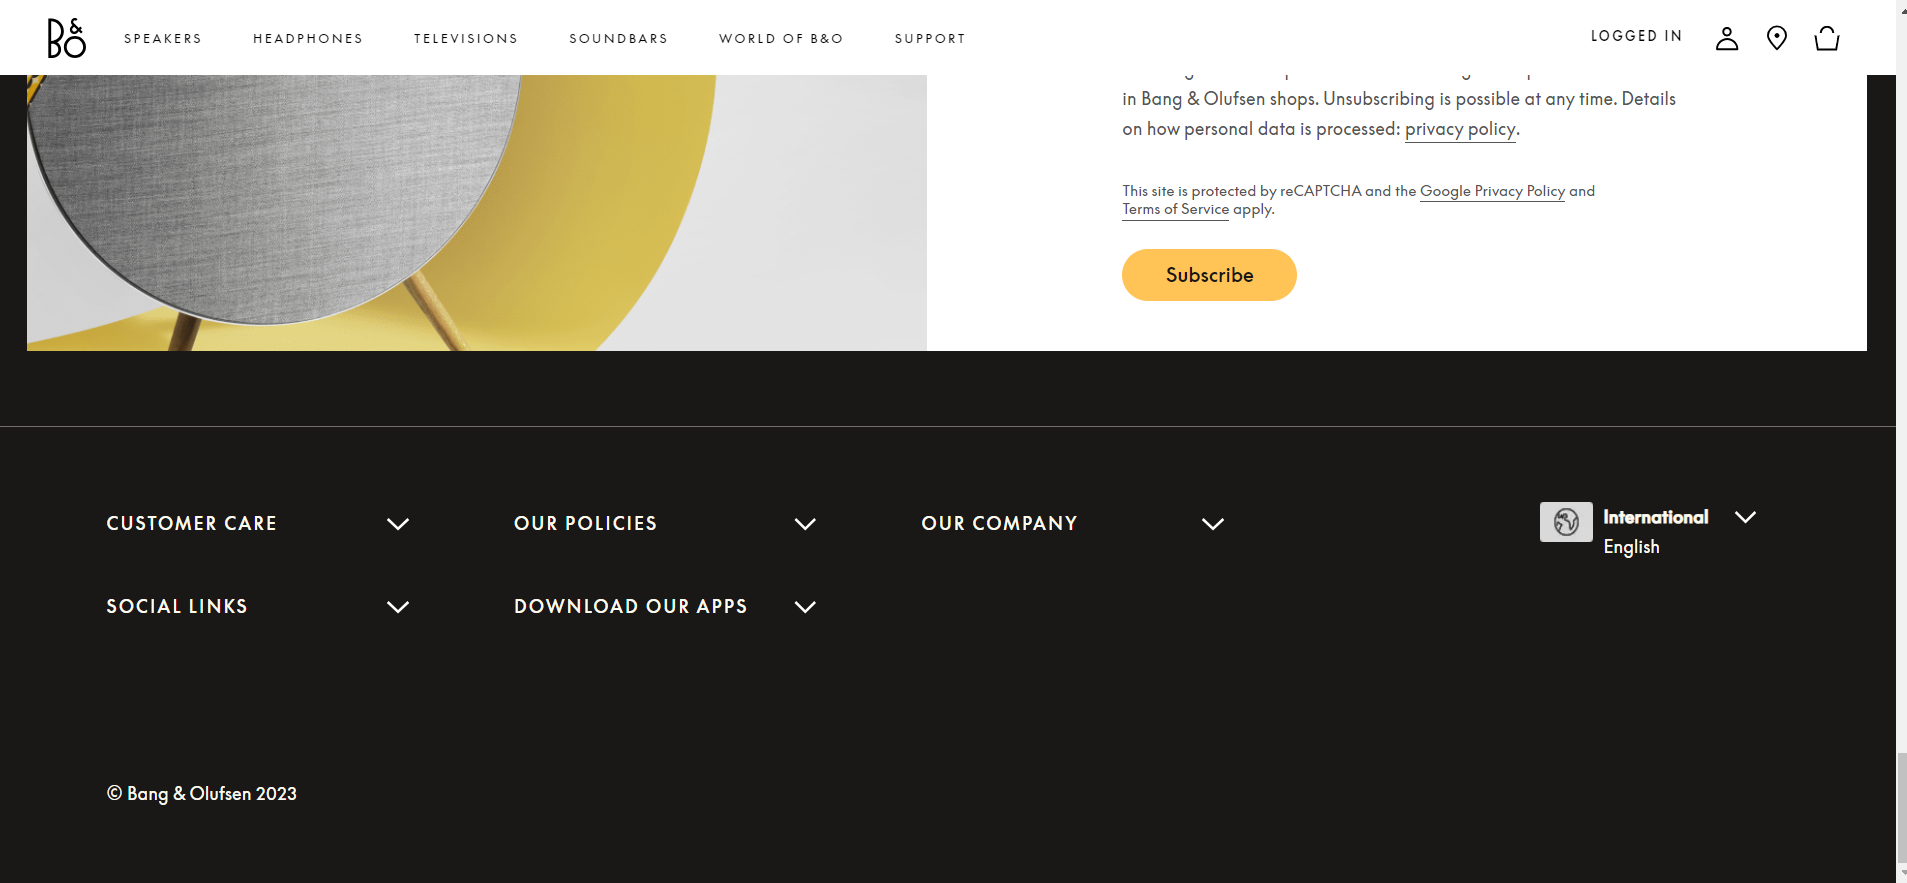 B&O
SPEAKERS
HEADPHONES
TELEVISIONS
SOUNDBARS
WORLD OF B&O
SUPPORT
LOGGED IN
in Bang & Olufsen shops. Unsubscribing is possible at any time. Details
on how personal data is processed: privacy policy.
This site is protected by reCAPTCHA and the Google Privacy Policy and
Terms of Service apply.
Subscribe
CUSTOMER CARE
OUR POLICIES
OUR COMPANY
International
English
SOCIAL LINKS
DOWNLOAD OUR APPS
© Bang & Olufsen 2023